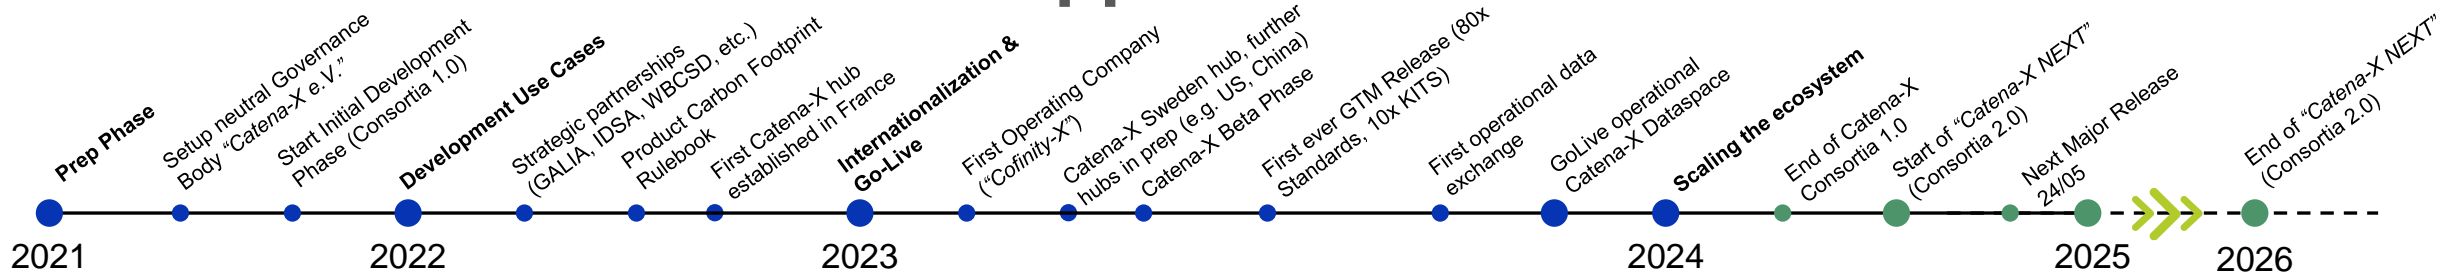 Prep Phase
Setup neutral Governance
Body “Catena-X e.V.”
Start Initial Development
Phase (Consortia 1.0)
Development Use Cases
Strategic partnerships
(GALIA, IDSA, WBCSD, etc.)
Product Carbon Footprint
Rulebook
First Catena-X hub
established in France
Internationalization &
Go-Live
First Operating Company
(“Cofinity-X”)
Catena-X Sweden hub, further
hubs in prep (e.g. US, China)
Catena-X Beta Phase
First ever GTM Release (80x
Standards, 10x KITS)
First operational data
exchange
GoLive operational
Catena-X Dataspace
Scaling the ecosystem
End of Catena-X
Consortia 1.0
Start of “Catena-X NEXT”
(Consortia 2.0)
Next Major Release
24/05
End of “Catena-X NEXT”
(Consortia 2.0)
2021
2022
2023
2024
2025
2026